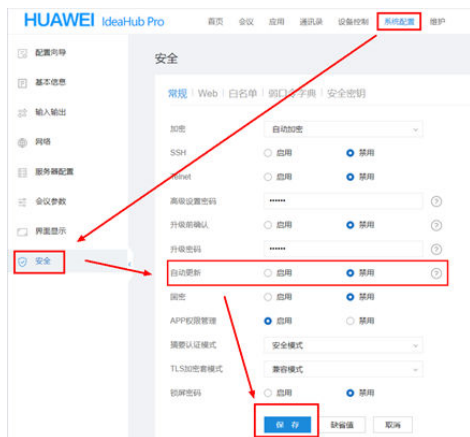 HUAWEI IdeaHub Pro 首页 会议 应用 通讯录 设备控制 系统配置 维护
配置向导
基本信息
输入输出
网络
服务器配置
会议参数
界面显示
安全
安全
常规 Web 白名单 弱口令字典 安全密钥
加密 自动加密
SSH 启用 禁用
Telnet 启用 禁用
高级设置密码 ••••••
升级前确认 启用 禁用
升级密码 ••••••
自动更新 启用 禁用
国密 启用 禁用
APP权限管理 启用 禁用
摘要认证模式 安全模式
TLS加密套模式 兼容模式
锁屏密码 启用 禁用
保存 缺省值 取消